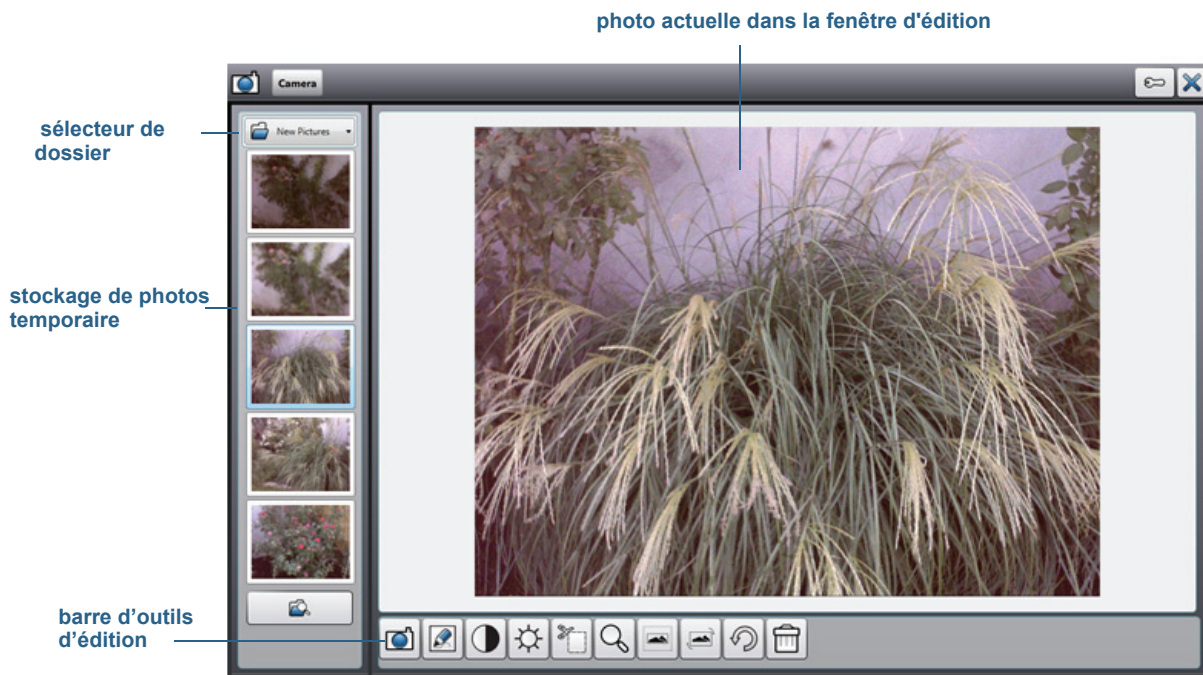 photo actuelle dans la fenêtre d'édition
Camera
sélecteur de
dossier
New Pictures
stockage de photos
temporaire
barre d’outils
d’édition